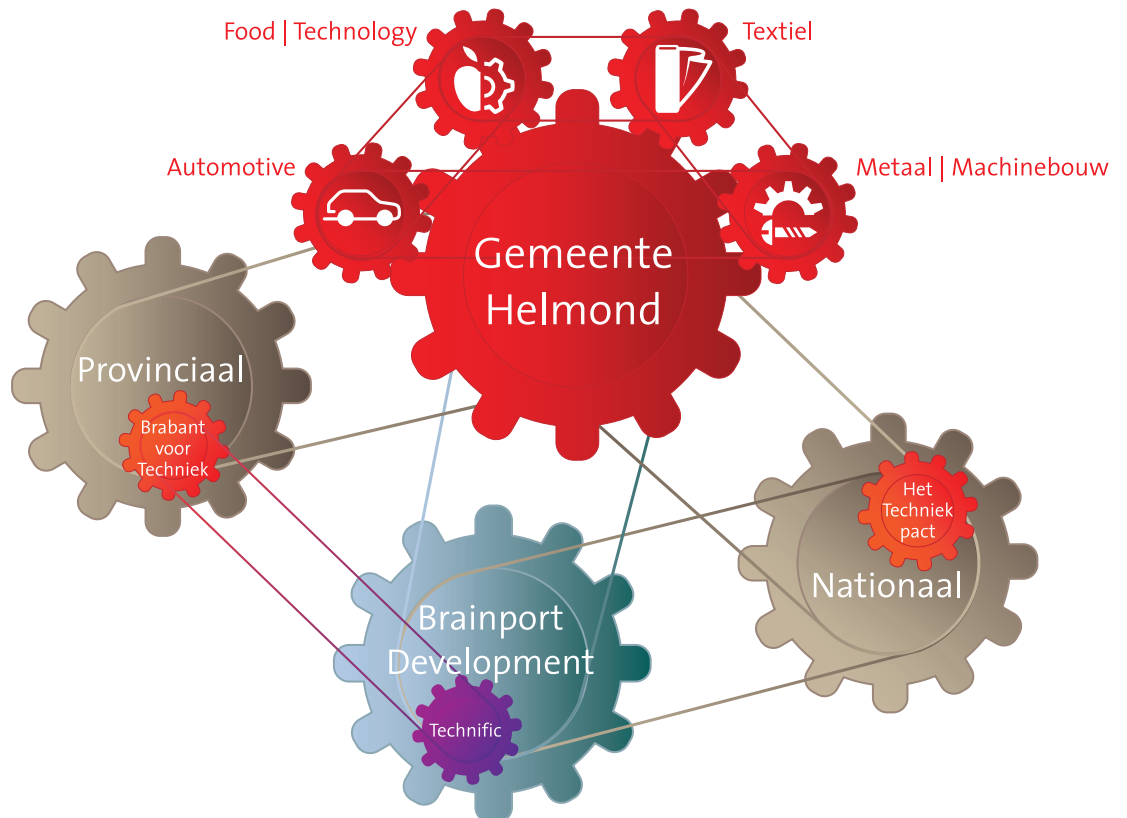 Food | Technology
Textiel
Automotive
Metaal | Machinebouw
Gemeente
Helmond
Provinciaal
Brabant
voor
Techniek
Het
Techniek
pact
Nationaal
Brainport
Development
Technific